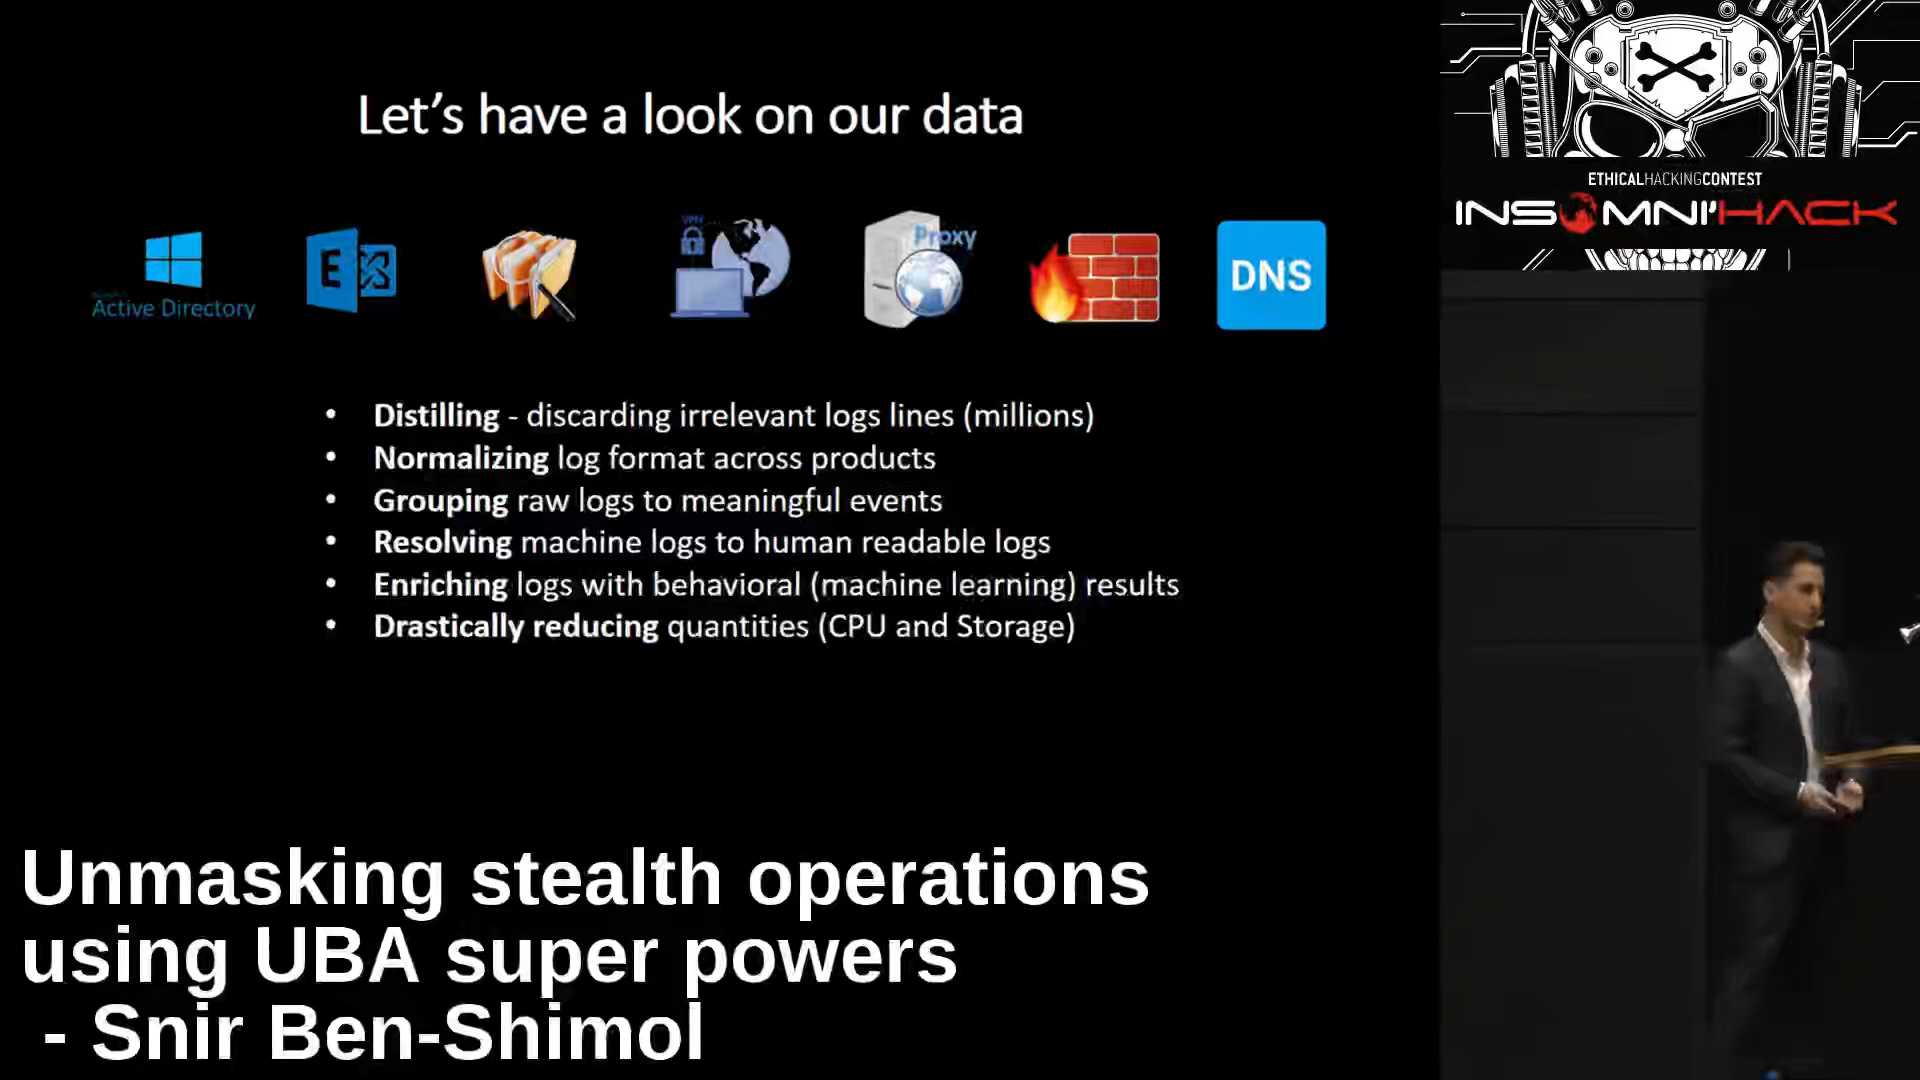 Let's have a look on our data
ETHICALHACKINGCONTEST
INSOMNI'HACK
Active Directory
E
VPN
Proxy
DNS
• Distilling - discarding irrelevant logs lines (millions)
• Normalizing log format across products
• Grouping raw logs to meaningful events
• Resolving machine logs to human readable logs
• Enriching logs with behavioral (machine learning) results
• Drastically reducing quantities (CPU and Storage)
Unmasking stealth operations
using UBA super powers
- Snir Ben-Shimol